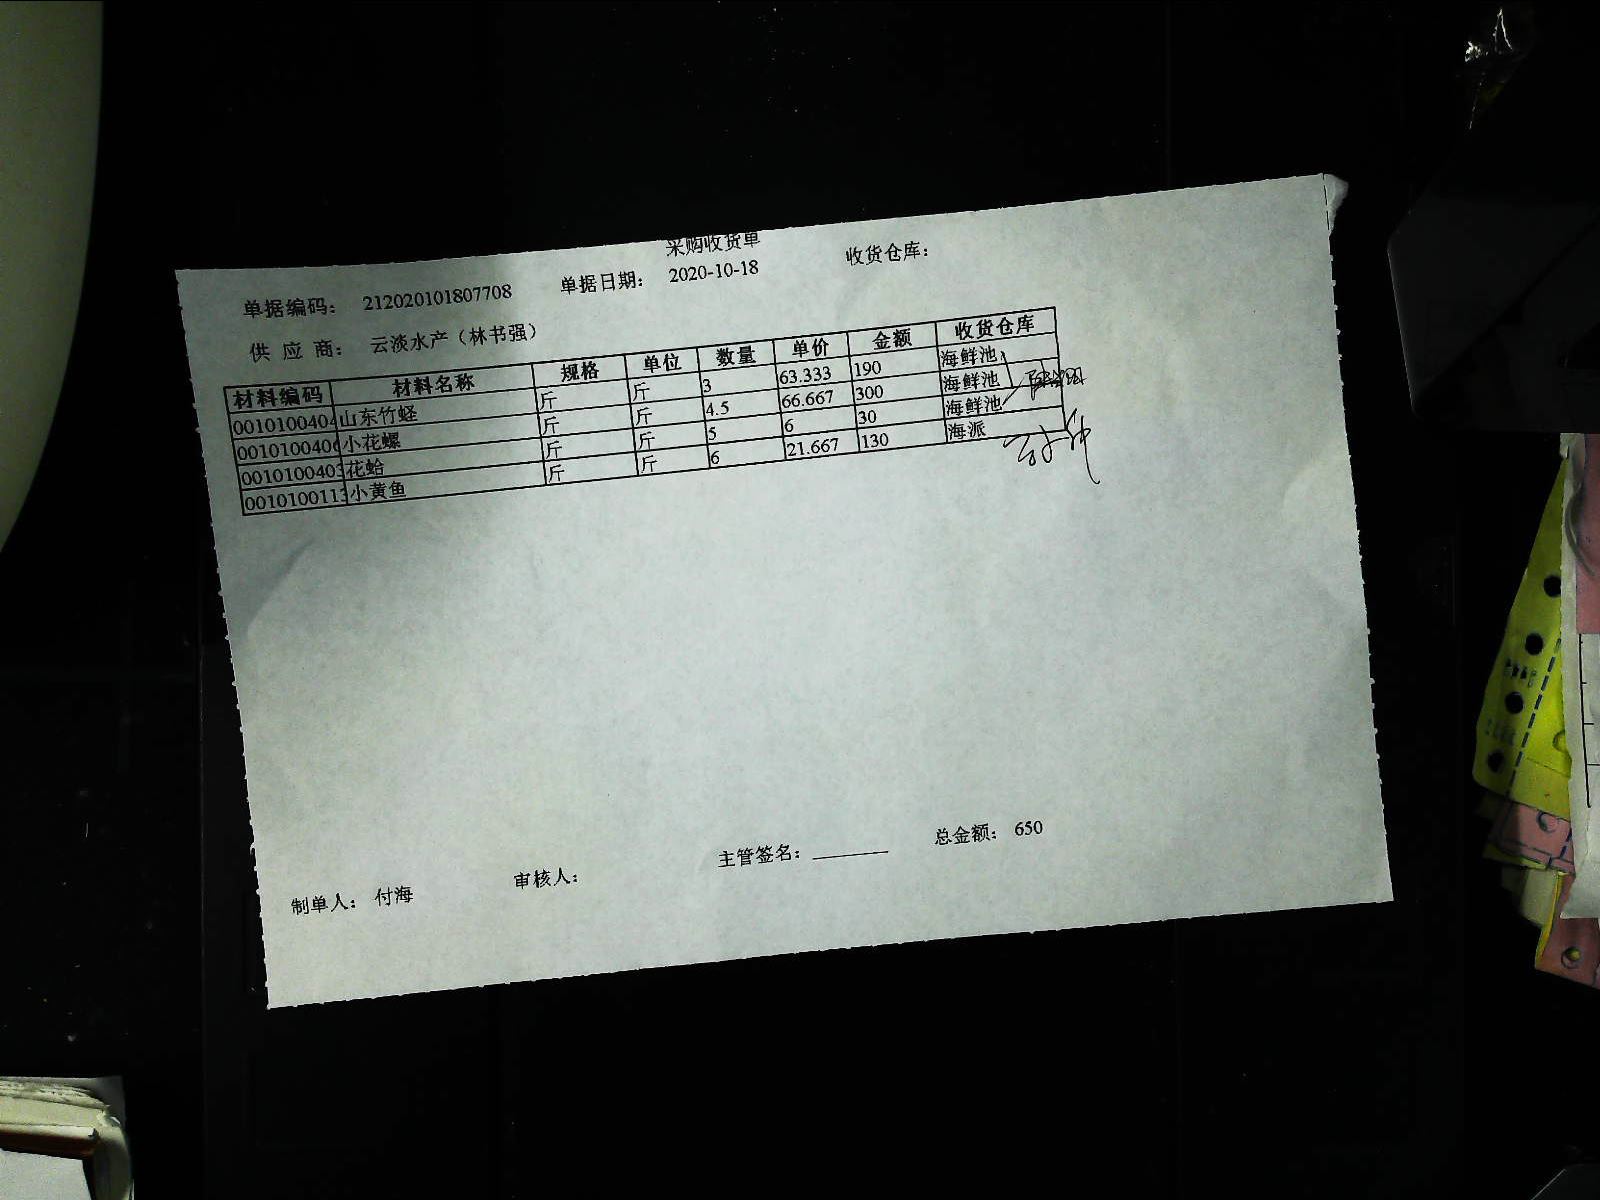 采购收货单
单据编码： 212020101807708 单据日期： 2020-10-18 收货仓库：
供 应 商： 云淡水产（林书强）
材料编码 材料名称 规格 单位 数量 单价 金额 收货仓库
0010100404 山东竹蛏 斤 斤 3 63.333 190 海鲜池
001010040 小花螺 斤 斤 4.5 66.667 300 海鲜池
0010100403 花蛤 斤 斤 5 6 30 海鲜池
0010100113 小黄鱼 斤 斤 6 21.667 130 海派
制单人： 付海 审核人： 主管签名： 总金额： 650